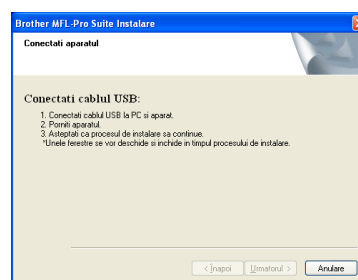 Brother MFL-Pro Suite Instalare
Conectati aparatul
Conectati cablul USB:
1. Conectati cablul USB la PC si aparat.
2. Porniti aparatul.
3. Asteptati ca procesul de instalare sa continue.
*Unele ferestre se vor deschide si inchide in timpul procesului de instalare.
< Înapoi
Urmatorul >
Anulare